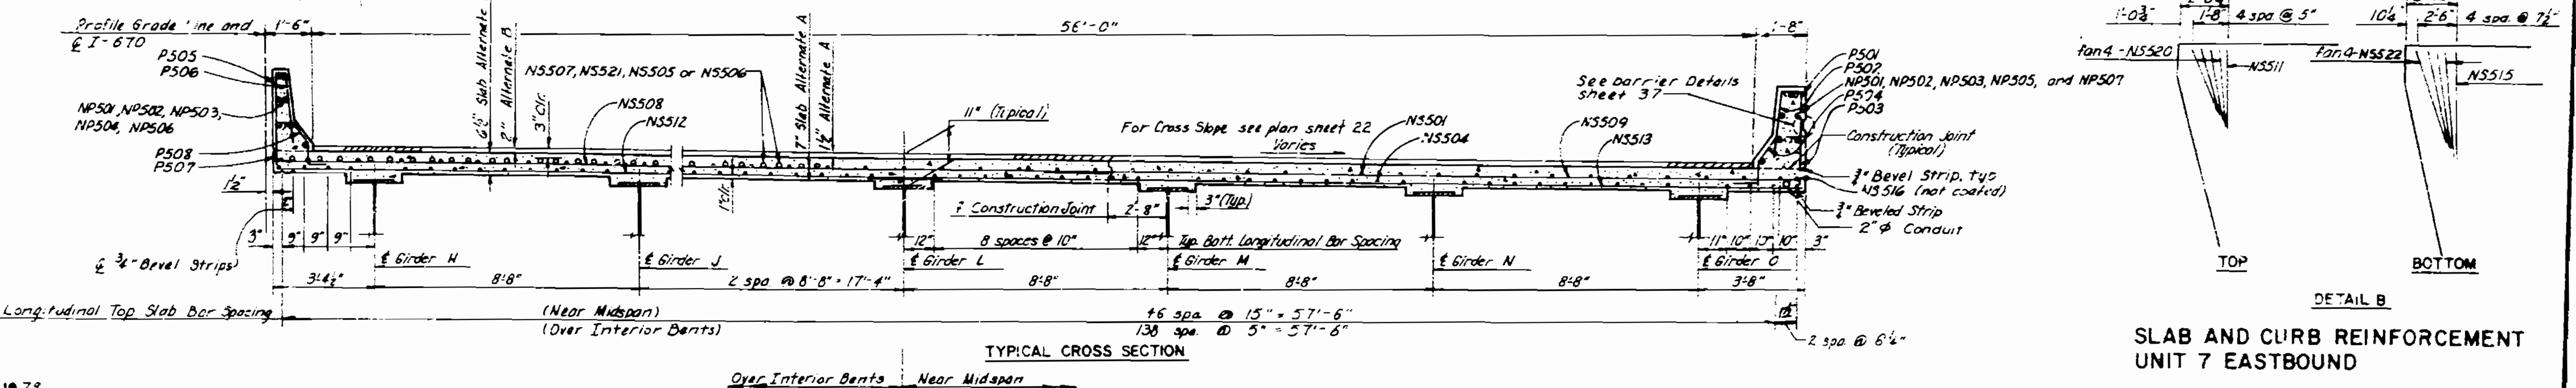 Profile Grade Line and
℄ I-670
1'-6"
56'-0"
1'-8"
P505
P506
NP501, NP502, NP503,
NP504, NP506
P508
P507
6½" Slab Alternate
2" Alternate B
3" Clr.
NS507, NS521, NS505 or NS506
NS508
NS512
7" Slab Alternate A
1½" Alternate A
11" (Typical)
For Cross Slope see plan sheet 22
Varies
NS501
NS504
NS509
NS513
See barrier Details
sheet 37
P501
P502
NP501, NP502, NP503, NP505, and NP507
P504
P503
Construction Joint
(Typical)
¾" Bevel Strip, typ
NS516 (not coated)
¾" Beveled Strip
2" Φ Conduit
1½"
3" 9" 9" 9"
℄ ¾" Bevel Strips
1" Clr.
Construction Joint
2'-8"
3" (Typ.)
12" 8 spaces @ 10" 12" Typ. Bott. Longitudinal Bar Spacing
11" 10" 10" 3"
℄ Girder H
℄ Girder J
℄ Girder L
℄ Girder M
℄ Girder N
℄ Girder O
3'-4½"
8'-8"
2 spa @ 8'-8" = 17'-4"
8'-8"
8'-8"
8'-8"
3'-8"
Longitudinal Top Slab Bar Spacing
(Near Midspan)
46 spa @ 15" = 57'-6"
(Over Interior Bents)
138 spa. @ 5" = 57'-6"
2 spa. @ 6¼"
TYPICAL CROSS SECTION
Over Interior Bents
Near Midspan
1'-0¾"
1'-8" 4 spa @ 5"
fan 4-NS520
NS511
TOP
10¼"
2'-6" 4 spa. @ 7½"
fan 4-NS522
NS515
BOTTOM
DETAIL B
SLAB AND CURB REINFORCEMENT
UNIT 7 EASTBOUND